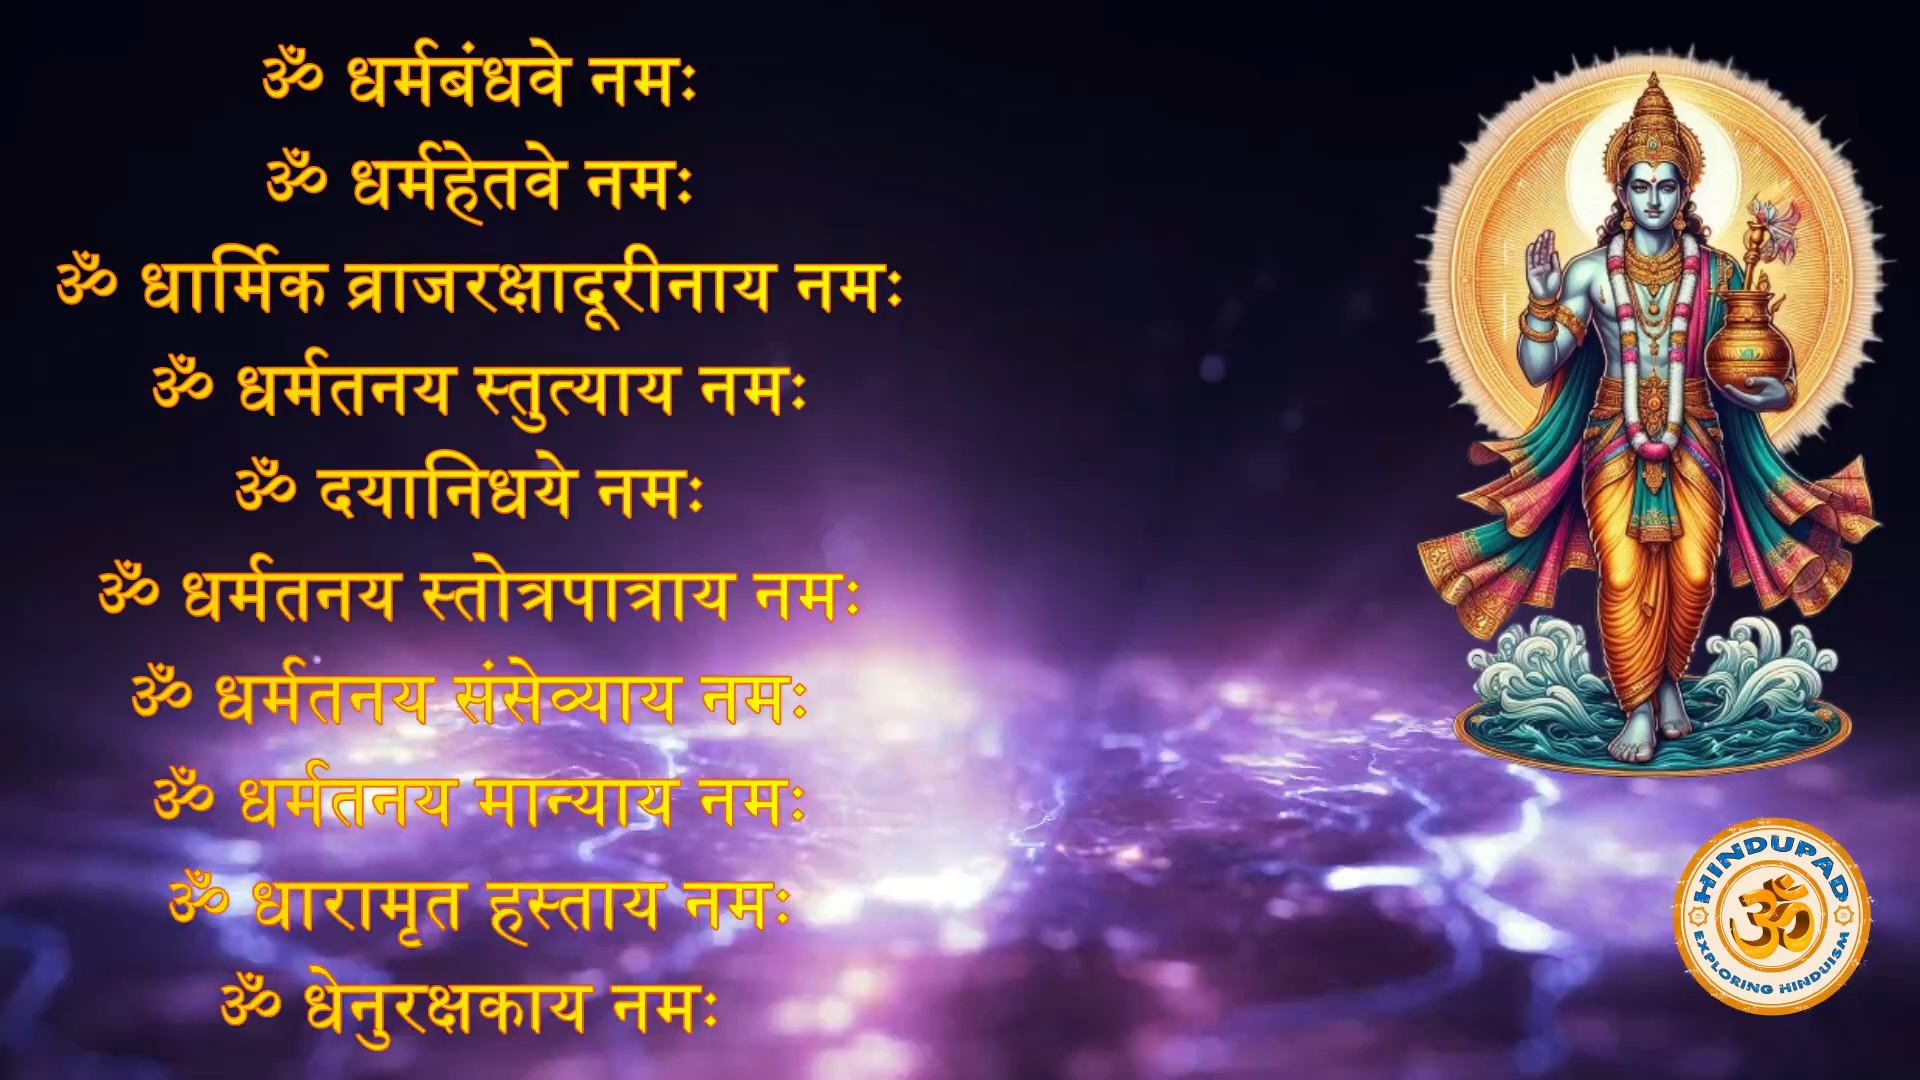 ॐ धर्मबंधवे नमः
ॐ धर्महेतवे नमः
ॐ धार्मिक व्राजरक्षादूरीनाय नमः
ॐ धर्मतनय स्तुत्याय नमः
ॐ दयानिधये नमः
ॐ धर्मतनय स्तोत्रपात्राय नमः
ॐ धर्मतनय संसेव्याय नमः
ॐ धर्मतनय मान्याय नमः
ॐ धारामृत हस्ताय नमः
ॐ धेनुरक्षकाय नमः
HINDUPAD
ॐ
EXPLORING HINDUISM